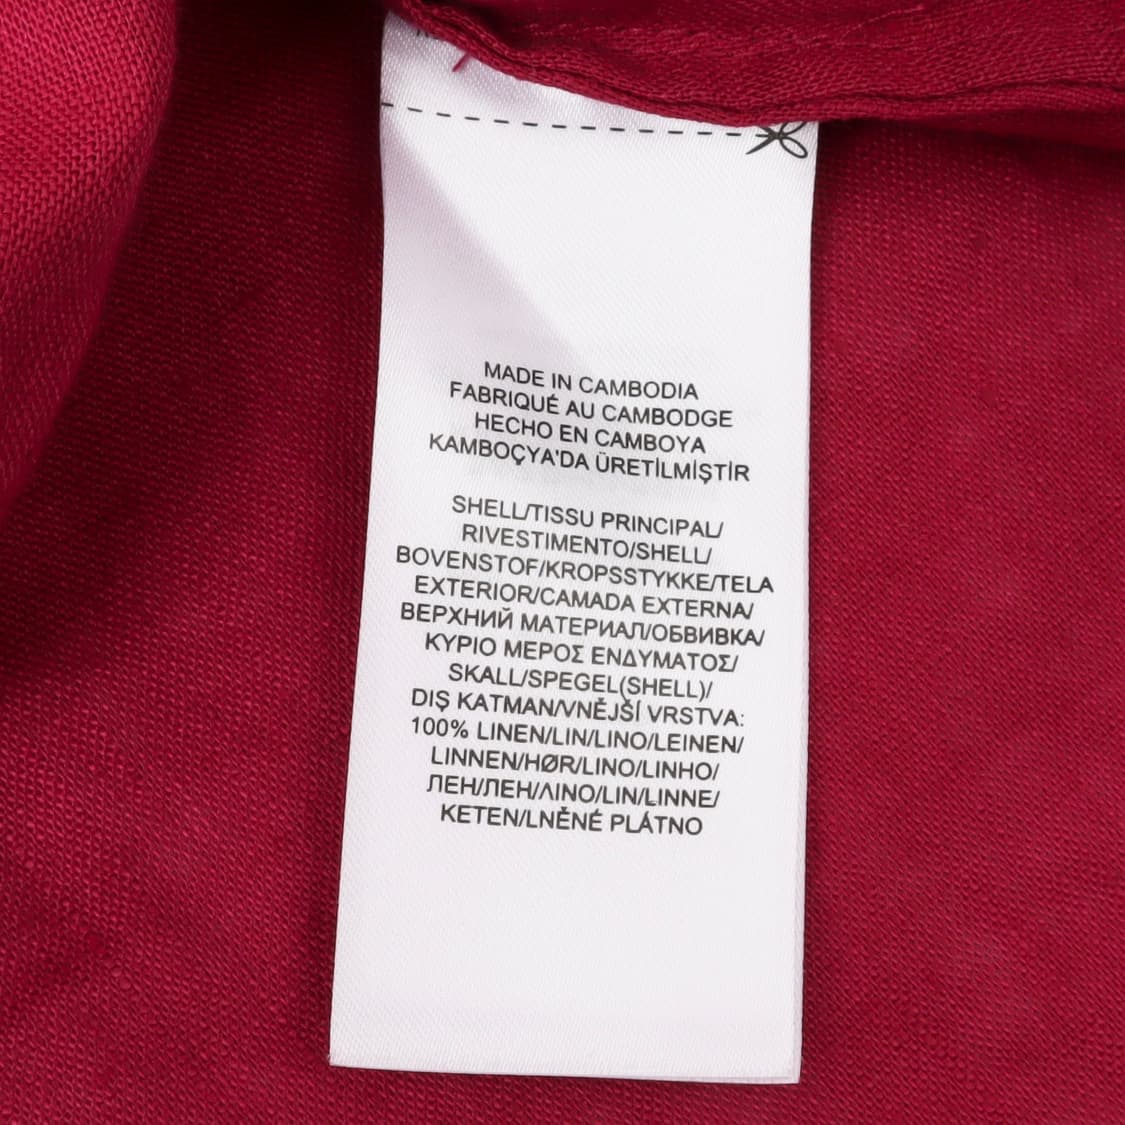 MADE IN CAMBODIA
FABRIQUÉ AU CAMBODGE
HECHO EN CAMBOYA
KAMBOÇYA'DA ÜRETİLMİŞTİR
SHELL/TISSU PRINCIPAL/
RIVESTIMENTO/SHELL/
BOVENSTOF/KROPSSTYKKE/TELA
EXTERIOR/CAMADA EXTERNA/
ВЕРХНИЙ МАТЕРИАЛ/ОБВИВКА/
ΚΥΡΙΟ ΜΕΡΟΣ ΕΝΔΥΜΑΤΟΣ/
SKALL/SPEGEL(SHELL)/
DIŞ KATMAN/VNĚJŠÍ VRSTVA:
100% LINEN/LIN/LINO/LEINEN/
LINNEN/HØR/LINO/LINHO/
ЛЕН/ЛЕН/ΛΙΝΟ/LIN/LINNE/
KETEN/LNĚNÉ PLÁTNO